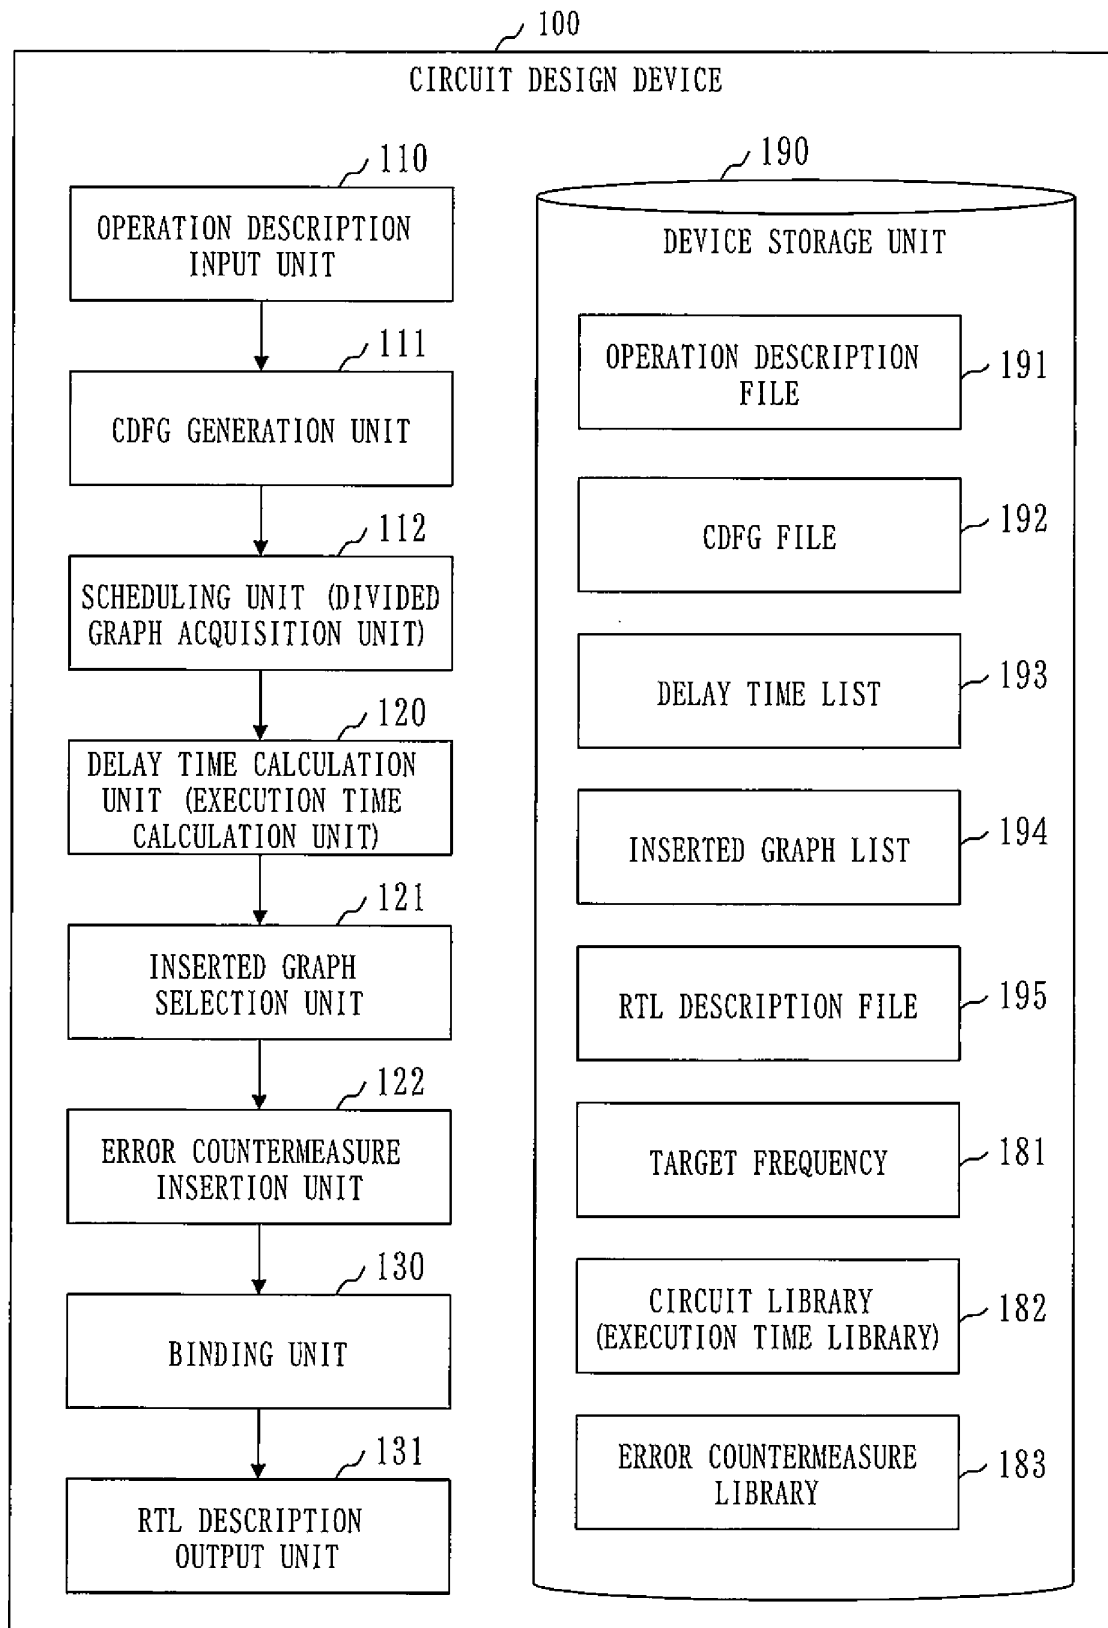 100
CIRCUIT DESIGN DEVICE
110
OPERATION DESCRIPTION
INPUT UNIT
111
CDFG GENERATION UNIT
112
SCHEDULING UNIT (DIVIDED
GRAPH ACQUISITION UNIT)
120
DELAY TIME CALCULATION
UNIT (EXECUTION TIME
CALCULATION UNIT)
121
INSERTED GRAPH
SELECTION UNIT
122
ERROR COUNTERMEASURE
INSERTION UNIT
130
BINDING UNIT
131
RTL DESCRIPTION
OUTPUT UNIT
190
DEVICE STORAGE UNIT
OPERATION DESCRIPTION
FILE
191
CDFG FILE
192
DELAY TIME LIST
193
INSERTED GRAPH LIST
194
RTL DESCRIPTION FILE
195
TARGET FREQUENCY
181
CIRCUIT LIBRARY
(EXECUTION TIME LIBRARY)
182
ERROR COUNTERMEASURE
LIBRARY
183